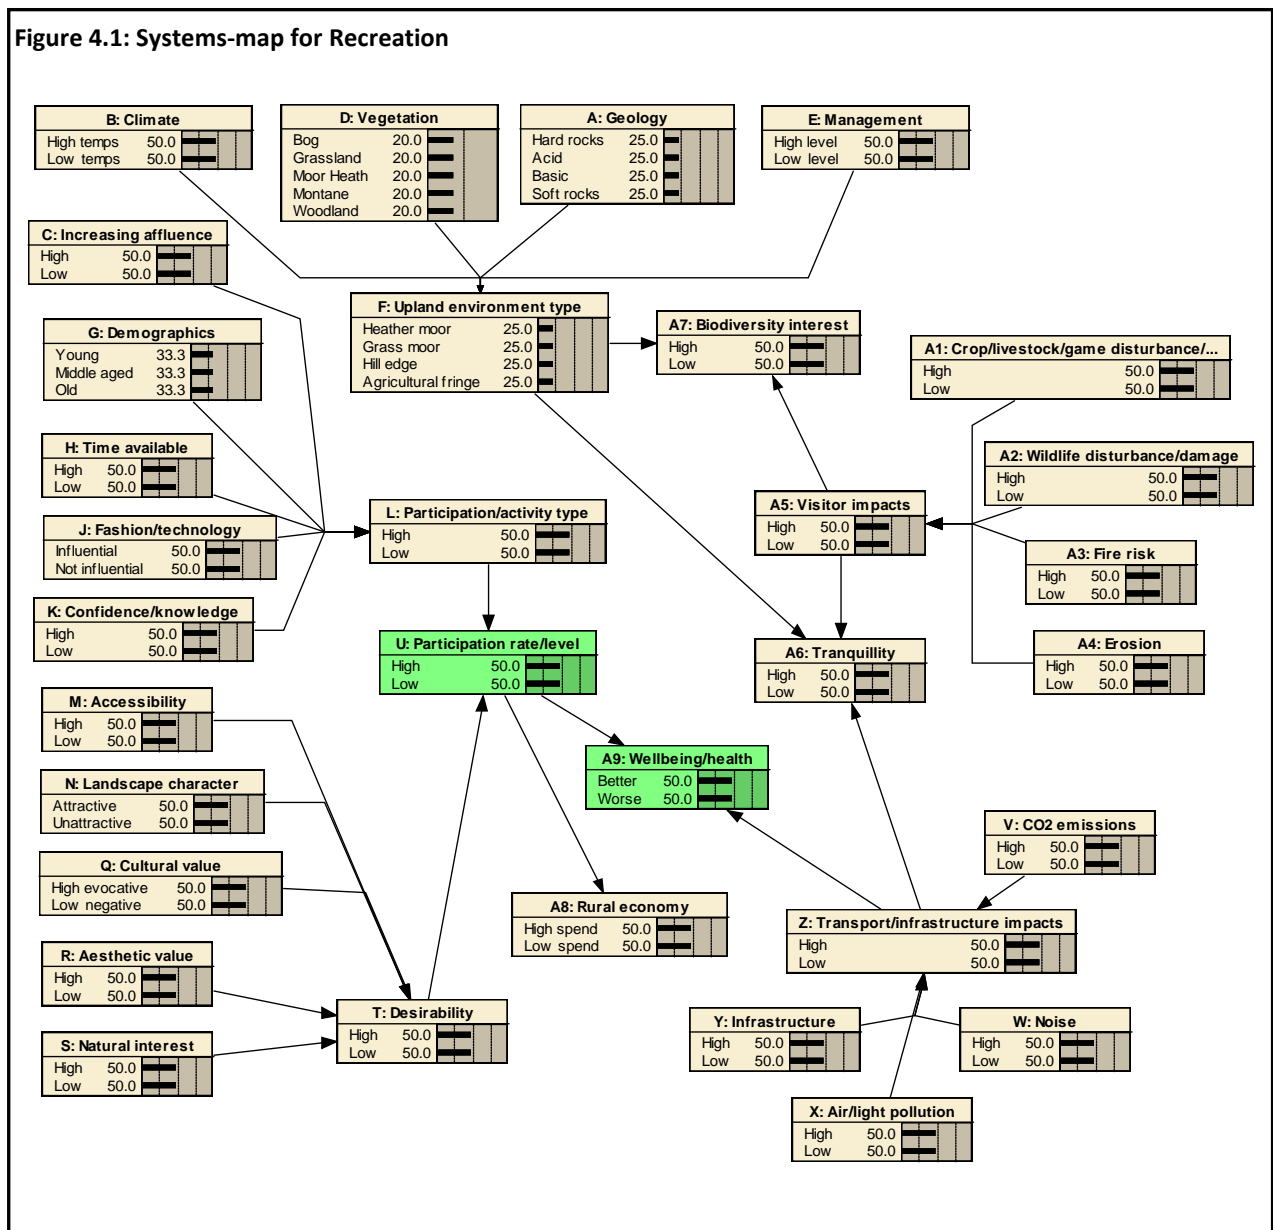 Figure 4.1: Systems-map for Recreation
B: Climate
High temps 50.0
Low temps 50.0
D: Vegetation
Bog 20.0
Grassland 20.0
Moor Heath 20.0
Montane 20.0
Woodland 20.0
A: Geology
Hard rocks 25.0
Acid 25.0
Basic 25.0
Soft rocks 25.0
E: Management
High level 50.0
Low level 50.0
C: Increasing affluence
High 50.0
Low 50.0
F: Upland environment type
Heather moor 25.0
Grass moor 25.0
Hill edge 25.0
Agricultural fringe 25.0
A7: Biodiversity interest
High 50.0
Low 50.0
G: Demographics
Young 33.3
Middle aged 33.3
Old 33.3
A1: Crop/livestock/game disturbance/...
High 50.0
Low 50.0
H: Time available
High 50.0
Low 50.0
A2: Wildlife disturbance/damage
High 50.0
Low 50.0
L: Participation/activity type
High 50.0
Low 50.0
A5: Visitor impacts
High 50.0
Low 50.0
J: Fashion/technology
Influential 50.0
Not influential 50.0
A3: Fire risk
High 50.0
Low 50.0
K: Confidence/knowledge
High 50.0
Low 50.0
U: Participation rate/level
High 50.0
Low 50.0
A6: Tranquillity
High 50.0
Low 50.0
A4: Erosion
High 50.0
Low 50.0
M: Accessibility
High 50.0
Low 50.0
A9: Wellbeing/health
Better 50.0
Worse 50.0
N: Landscape character
Attractive 50.0
Unattractive 50.0
V: CO2 emissions
High 50.0
Low 50.0
Q: Cultural value
High evocative 50.0
Low negative 50.0
A8: Rural economy
High spend 50.0
Low spend 50.0
Z: Transport/infrastructure impacts
High 50.0
Low 50.0
R: Aesthetic value
High 50.0
Low 50.0
T: Desirability
High 50.0
Low 50.0
Y: Infrastructure
High 50.0
Low 50.0
W: Noise
High 50.0
Low 50.0
S: Natural interest
High 50.0
Low 50.0
X: Air/light pollution
High 50.0
Low 50.0